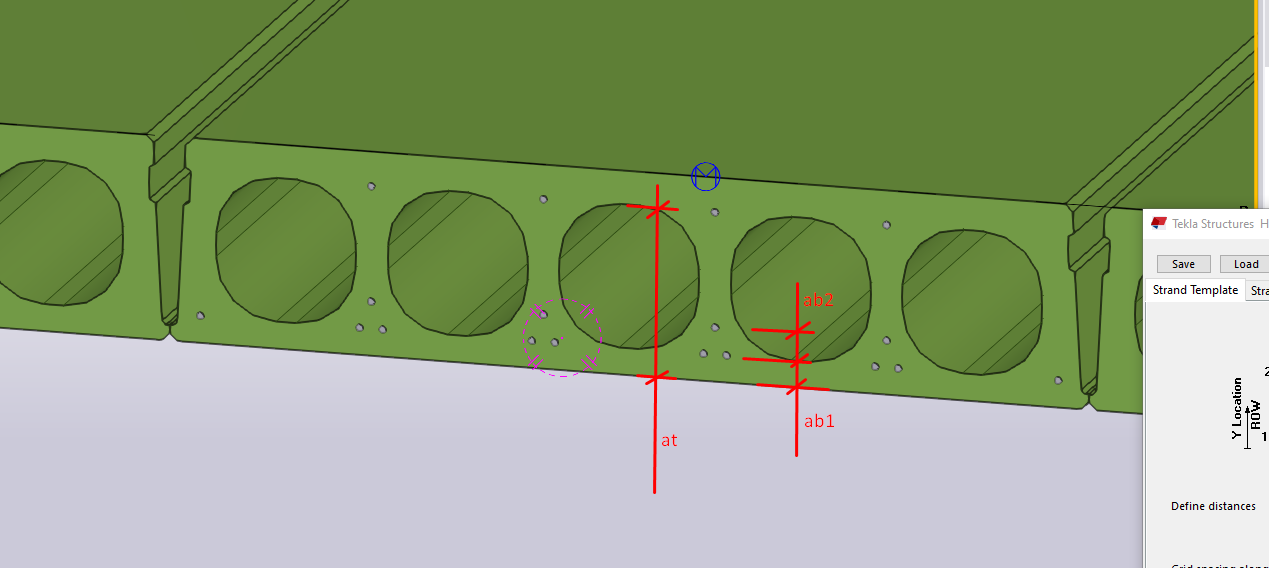 Tekla Structures H
Save Load
Strand Template Stra
ab2
ab1
at
2
Y Location
ROW
1
Define distances